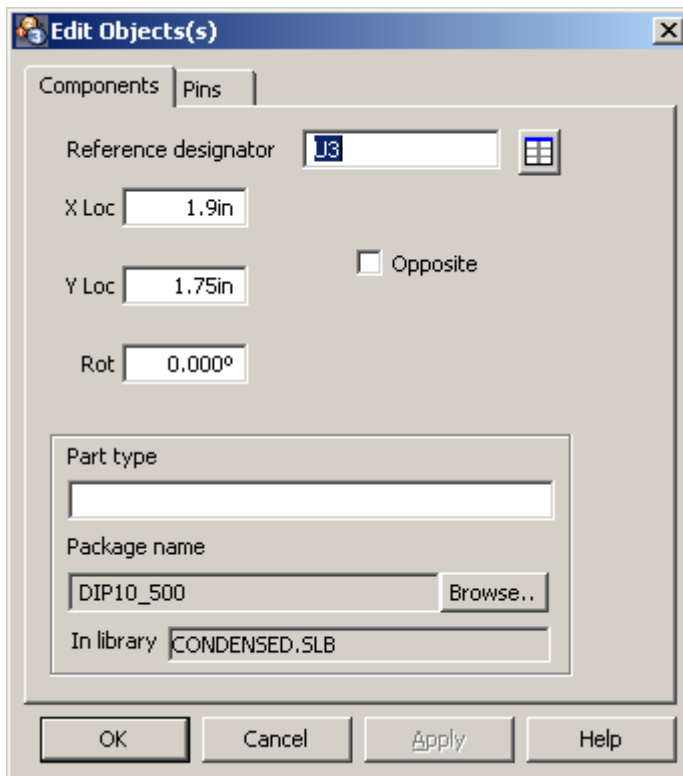 Edit Objects(s)
Components Pins
Reference designator U3
X Loc 1.9in
Opposite
Y Loc 1.75in
Rot 0.000º
Part type
Package name
DIP10_500 Browse..
In library CONDENSED.SLB
OK Cancel Apply Help